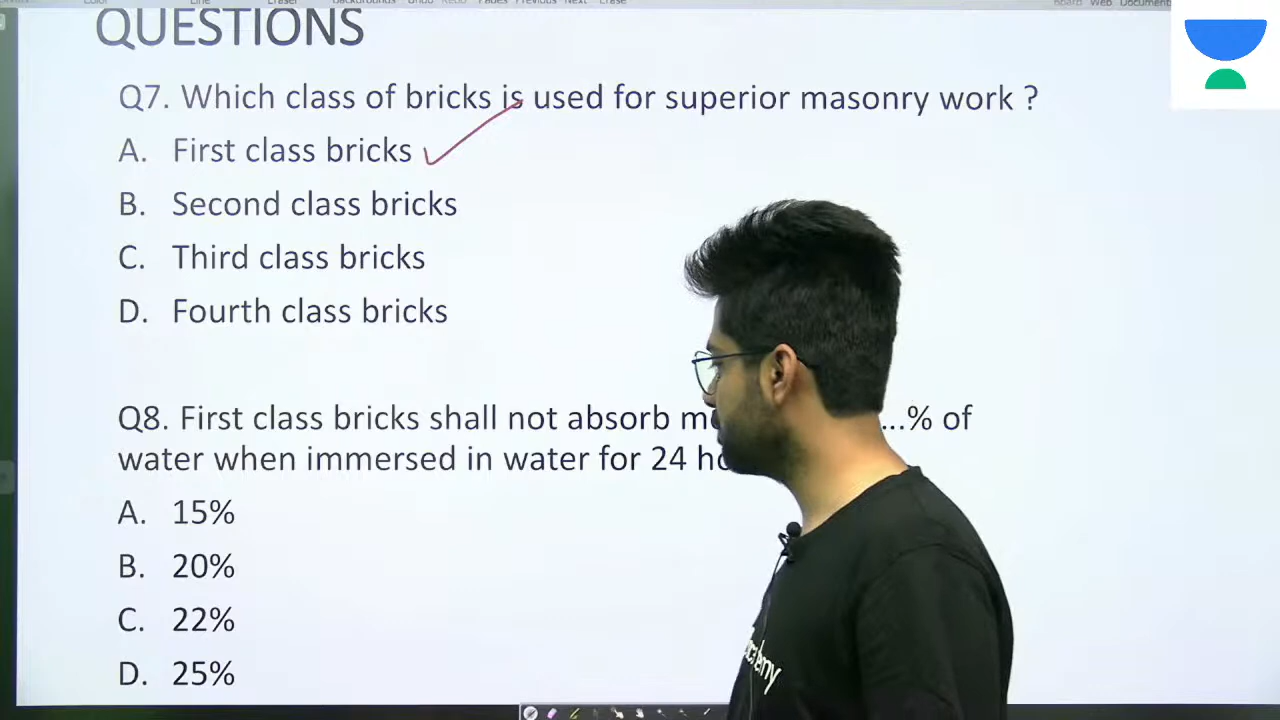 QUESTIONS
Q7. Which class of bricks is used for superior masonry work ?
A. First class bricks
B. Second class bricks
C. Third class bricks
D. Fourth class bricks
Q8. First class bricks shall not absorb ...% of
water when immersed in water for 24
A. 15%
B. 20%
C. 22%
D. 25%